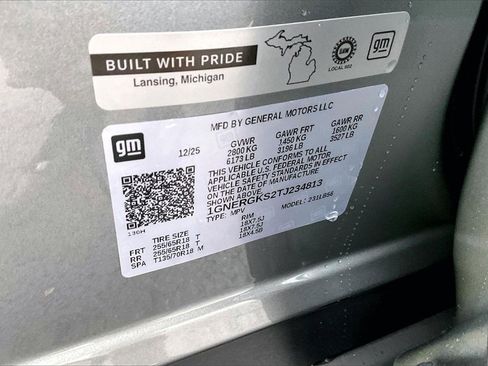 BUILT WITH PRIDE
Lansing, Michigan
UAW
LOCAL 602
gm
gm
MFD BY GENERAL MOTORS LLC
12/25
GVWR GAWR FRT GAWR RR
2800 KG 1450 KG 1600 KG
6173 LB 3196 LB 3527 LB
THIS VEHICLE CONFORMS TO ALL
APPLICABLE U.S. FEDERAL MOTOR
VEHICLE SAFETY STANDARDS IN EFFECT
ON THE DATE OF MANUFACTURE
SHOWN ABOVE.
1GNERGKS2TJ234813
TYPE: MPV MODEL: 231LB56
TIRE SIZE RIM
FRT 255/65R18 T 18X7.5J
RR 255/65R18 T 18X7.5J
SPA T135/70R18 M 18X4.5B